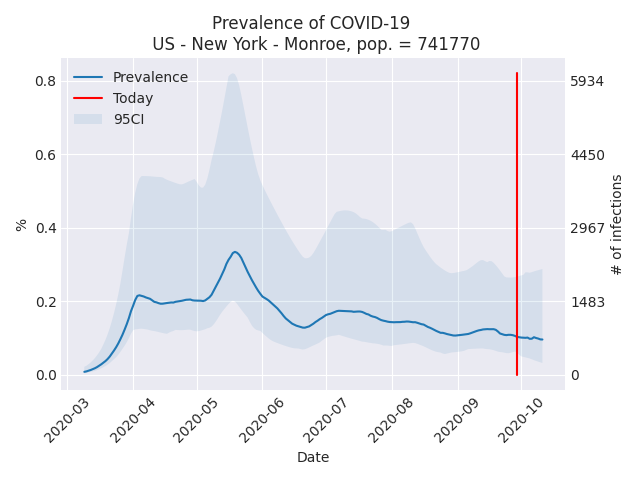 Prevalence of COVID-19
US - New York - Monroe, pop. = 741770
Prevalence
Today
95CI
0.8
0.6
0.4
0.2
0.0
%
5934
4450
2967
1483
0
# of infections
2020-03
2020-04
2020-05
2020-06
2020-07
2020-08
2020-09
2020-10
Date